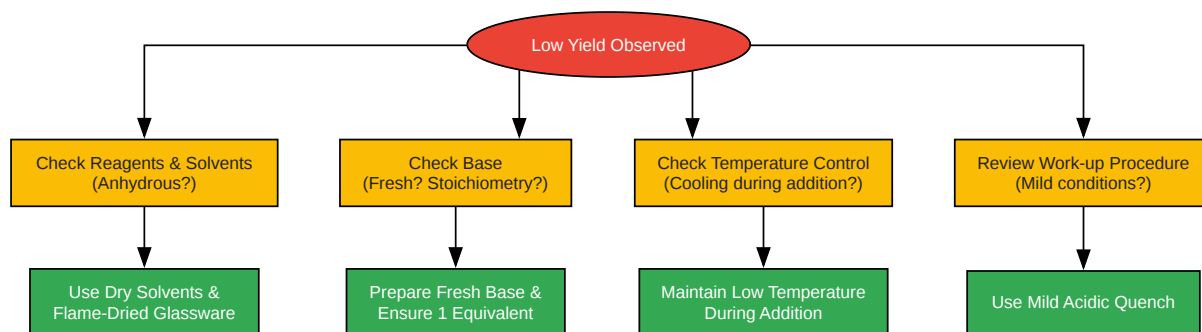 Low Yield Observed
Check Reagents & Solvents
(Anhydrous?)
Check Base
(Fresh? Stoichiometry?)
Check Temperature Control
(Cooling during addition?)
Review Work-up Procedure
(Mild conditions?)
Use Dry Solvents &
Flame-Dried Glassware
Prepare Fresh Base &
Ensure 1 Equivalent
Maintain Low Temperature
During Addition
Use Mild Acidic Quench